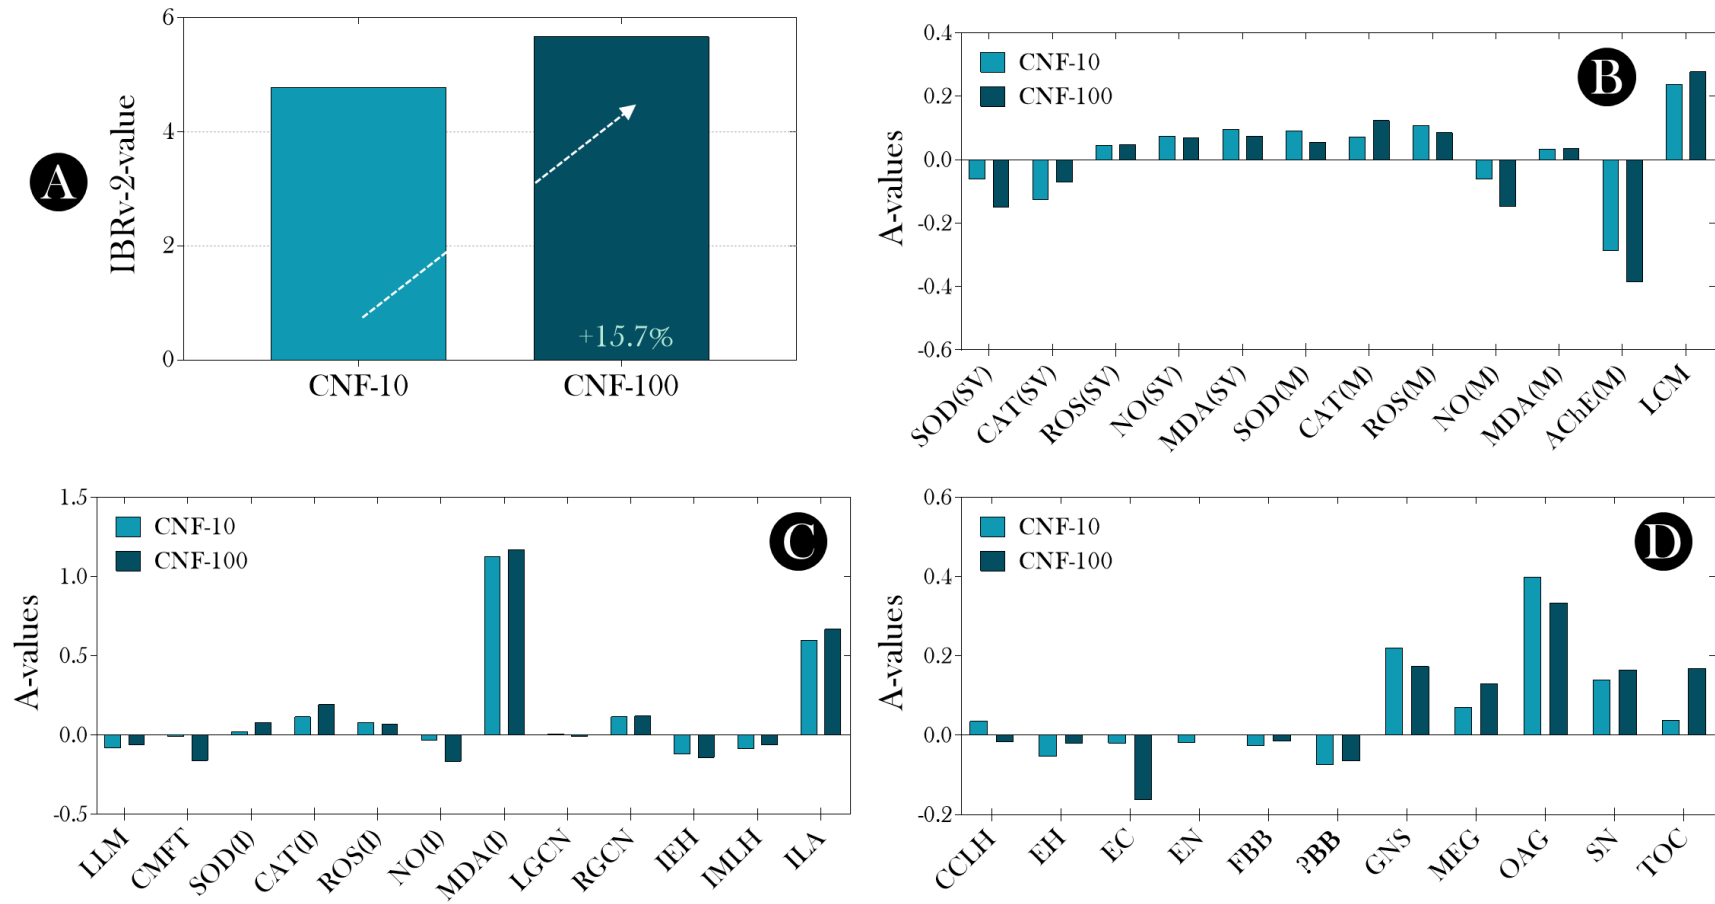 A
IBRv-2-value
6
4
2
0
+15.7%
CNF-10
CNF-100
B
CNF-10
CNF-100
A-values
0.4
0.2
0.0
-0.2
-0.4
-0.6
SOD(SV)
CAT(SV)
ROS(SV)
NO(SV)
MDA(SV)
SOD(M)
CAT(M)
ROS(M)
NO(M)
MDA(M)
AChE(M)
LCM
C
CNF-10
CNF-100
A-values
1.5
1.0
0.5
0.0
-0.5
LLM
CMFT
SOD(I)
CAT(I)
ROS(I)
NO(I)
MDA(I)
LGCN
RGCN
IEH
IMLH
ILA
D
CNF-10
CNF-100
A-values
0.6
0.4
0.2
0.0
-0.2
CCLH
EH
EC
EN
FBB
?BB
GNS
MEG
OAG
SN
TOC